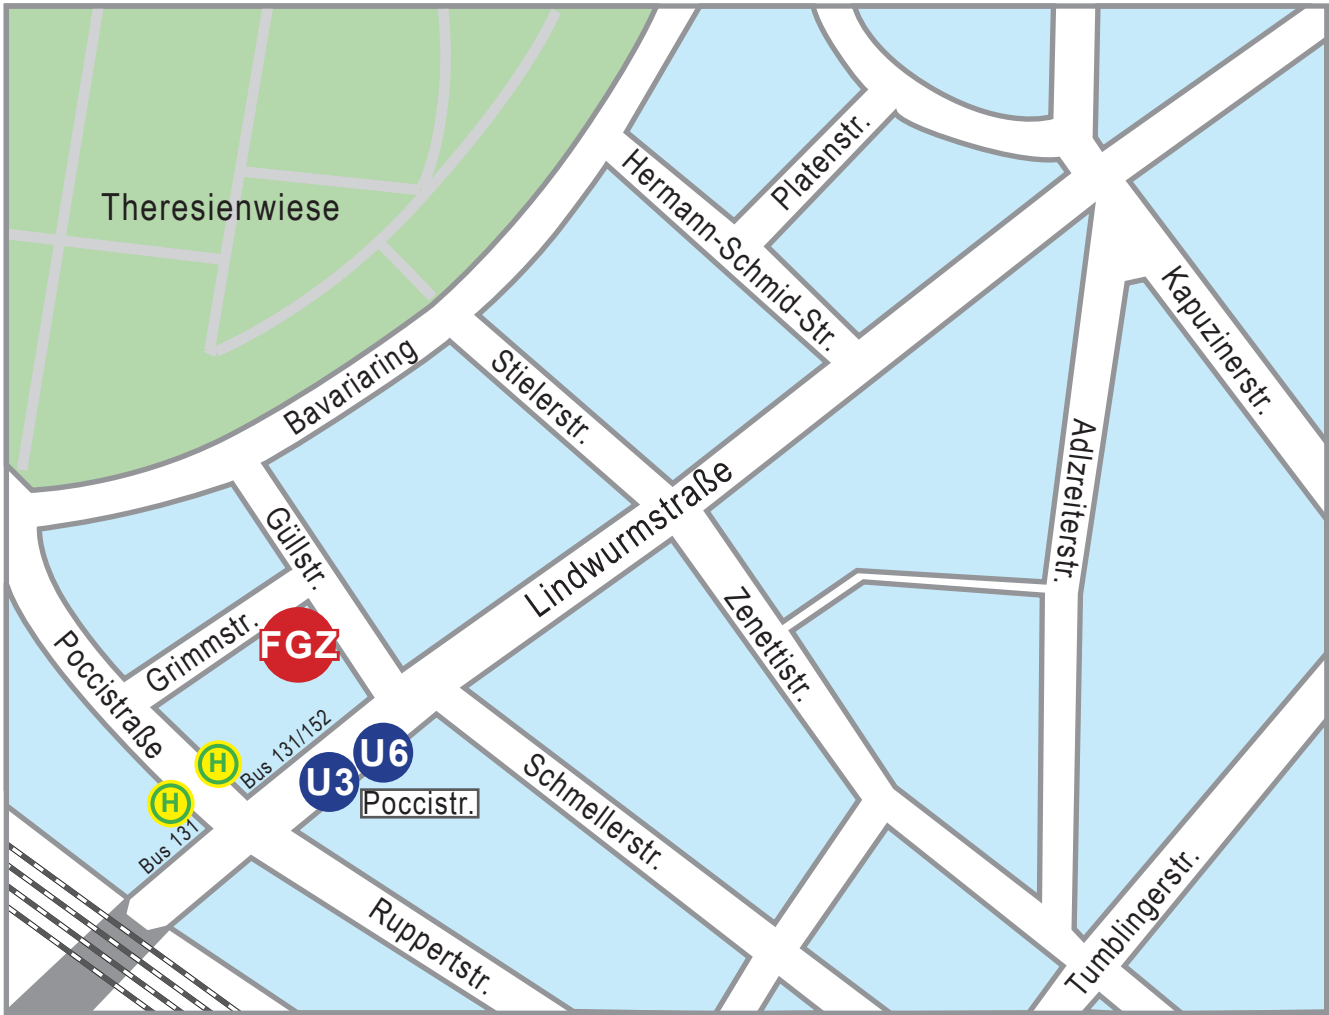 Platenstr.
Hermann-Schmid-Str.
Theresienwiese
Kapuzinerstr.
Bavariaring
Stielerstr.
Adlzreiterstr.
Lindwurmstraße
Güllstr.
Grimmstr.
FGZ
Zenettistr.
Poccistraße
Bus 131/152
H
U6
U3
Poccistr.
H
Bus 131
Schmellerstr.
Ruppertstr.
Tumblingerstr.